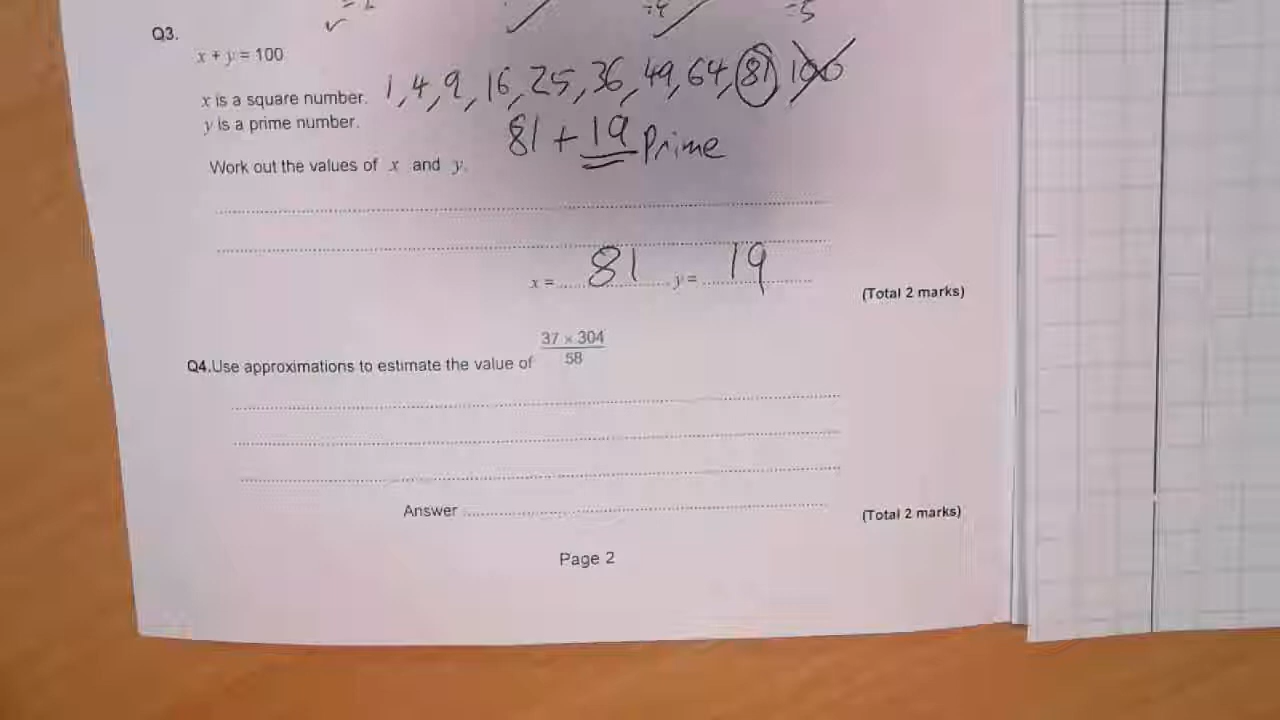 Q3.
x + y = 100
1, 4, 9, 16, 25, 36, 49, 64, 81 100
x is a square number.
y is a prime number.
81 + 19 Prime
Work out the values of x and y.
x = 81 y = 19
(Total 2 marks)
Q4. Use approximations to estimate the value of 37 × 304 / 58
Answer
(Total 2 marks)
Page 2